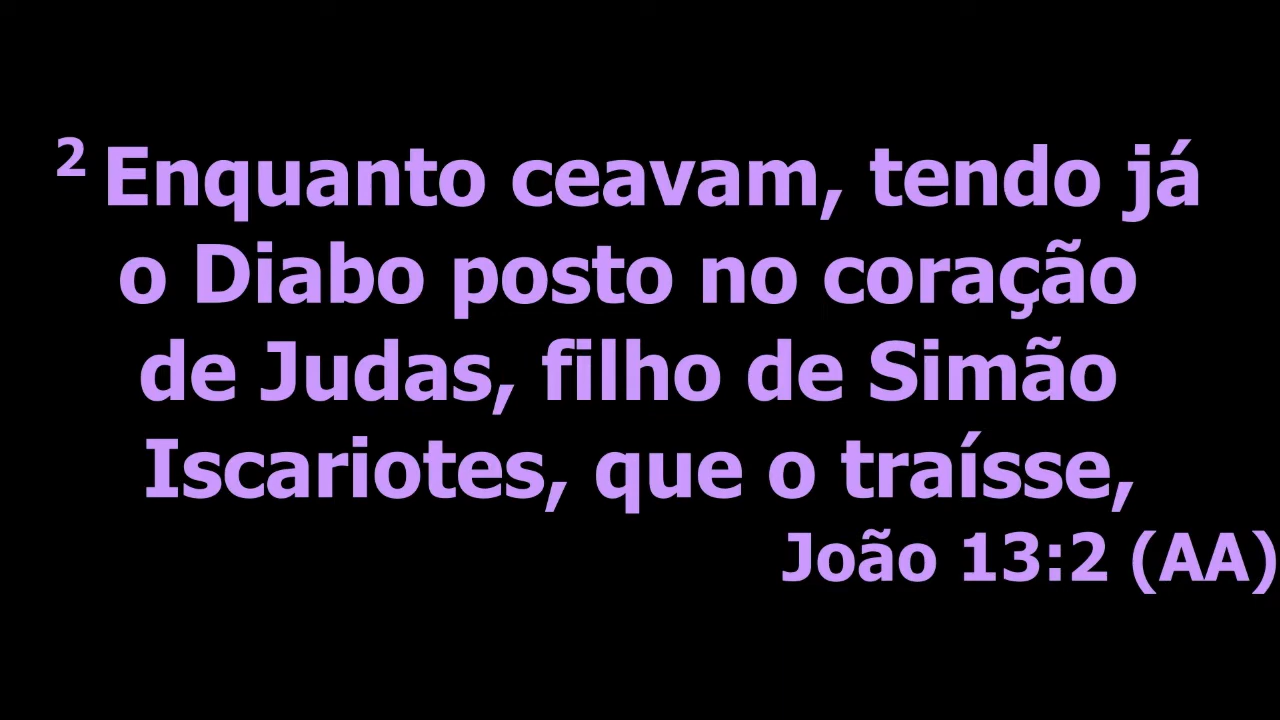 2 Enquanto ceavam, tendo já
o Diabo posto no coração
de Judas, filho de Simão
Iscariotes, que o traísse,
João 13:2 (AA)